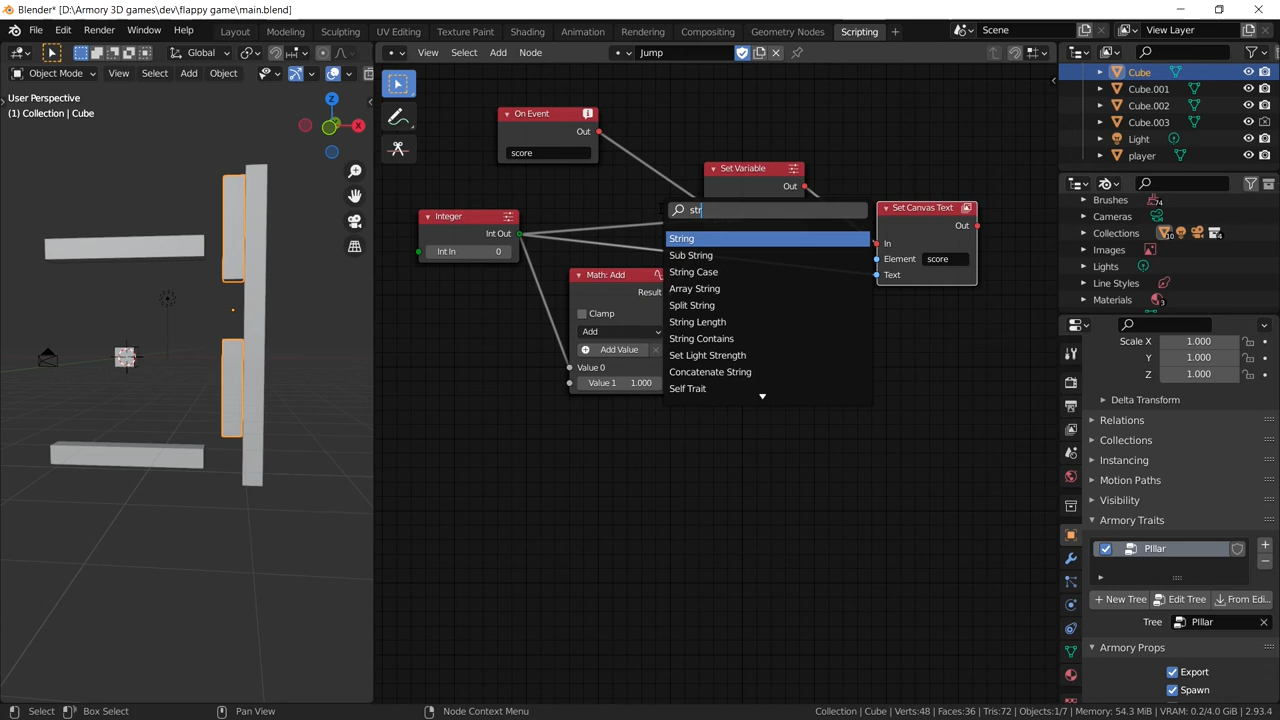 Blender* [D:\Armory 3D games\dev\flappy game\main.blend]
File Edit Render Window Help Layout Modeling Sculpting UV Editing Texture Paint Shading Animation Rendering Compositing Geometry Nodes Scripting Scene View Layer
Global View Select Add Node Jump
Object Mode View Select Add Object
User Perspective
(1) Collection | Cube
Z
X
On Event
Out
score
Integer
Int Out
Int In 0
Math: Add
Result
Clamp
Add
Add Value
Value 0
Value 1 1.000
Set Variable
Out
str
String
Sub String
String Case
Array String
Split String
String Length
String Contains
Set Light Strength
Concatenate String
Self Trait
Set Canvas Text
Out
In
Element score
Text
Cube
Cube.001
Cube.002
Cube.003
Light
player
Brushes 74
Cameras
Collections 10 4
Images
Lights
Line Styles
Materials 3
Scale X 1.000
Y 1.000
Z 1.000
Delta Transform
Relations
Collections
Instancing
Motion Paths
Visibility
Armory Traits
PIllar
New Tree Edit Tree From Edi...
Tree PIllar
Armory Props
Export
Spawn
Select Box Select Pan View Node Context Menu Collection | Cube | Verts:48 | Faces:36 | Tris:72 | Objects:1/7 | Memory: 54.3 MiB | VRAM: 0.2/4.0 GiB | 2.93.4